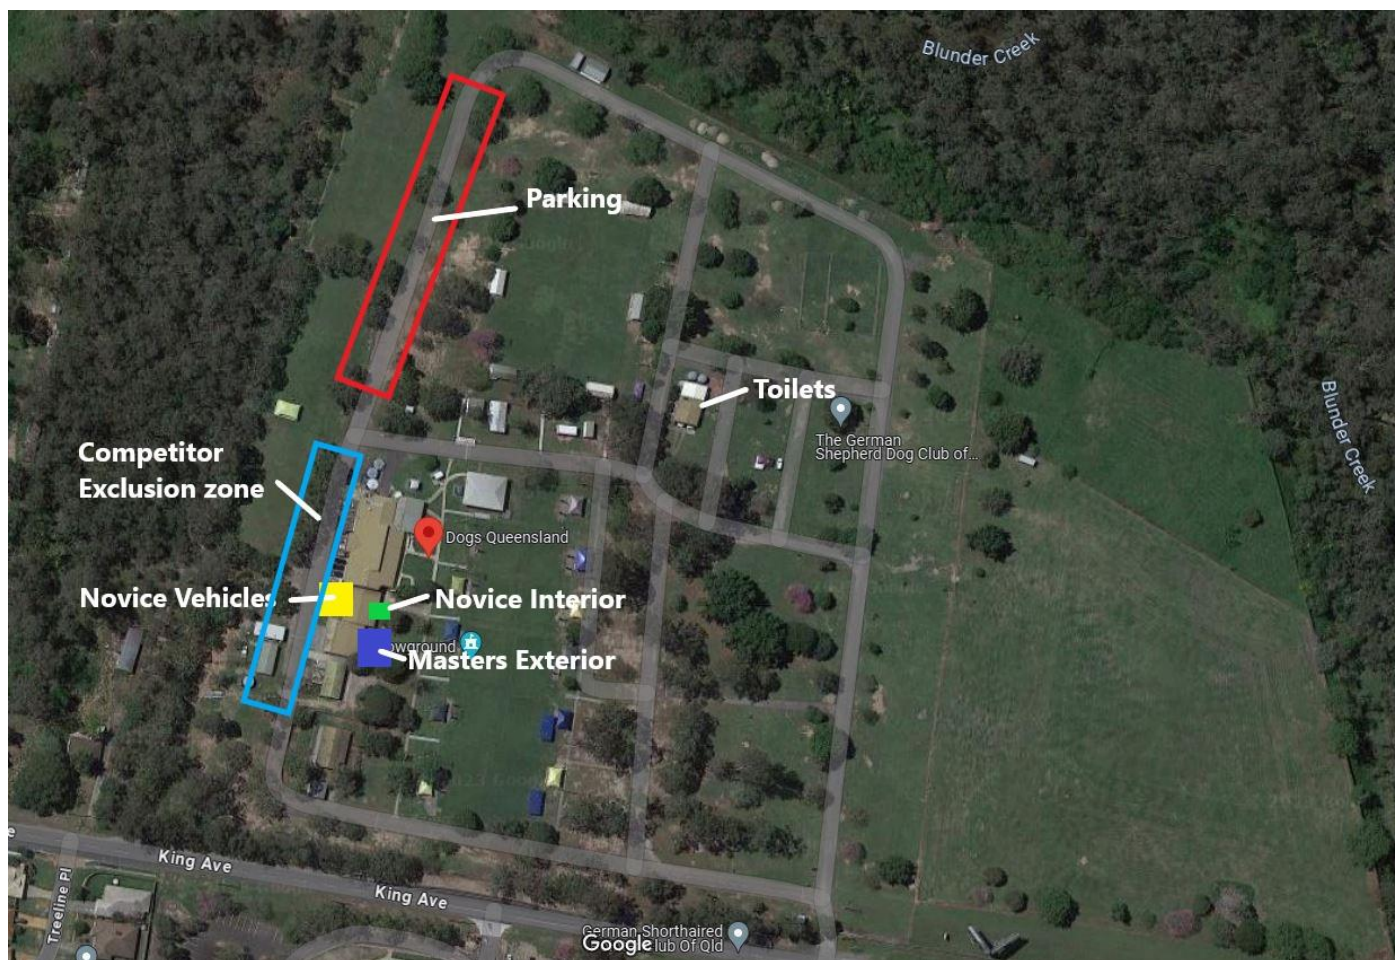 Blunder Creek
Parking
Toilets
Blunder Creek
The German
Shepherd Dog Club of...
Competitor
Exclusion zone
Dogs Queensland
Novice Vehicles
Novice Interior
owground
Masters Exterior
e
King Ave
King Ave
Treeline Pl
German Shorthaired
Google lub Of Qld